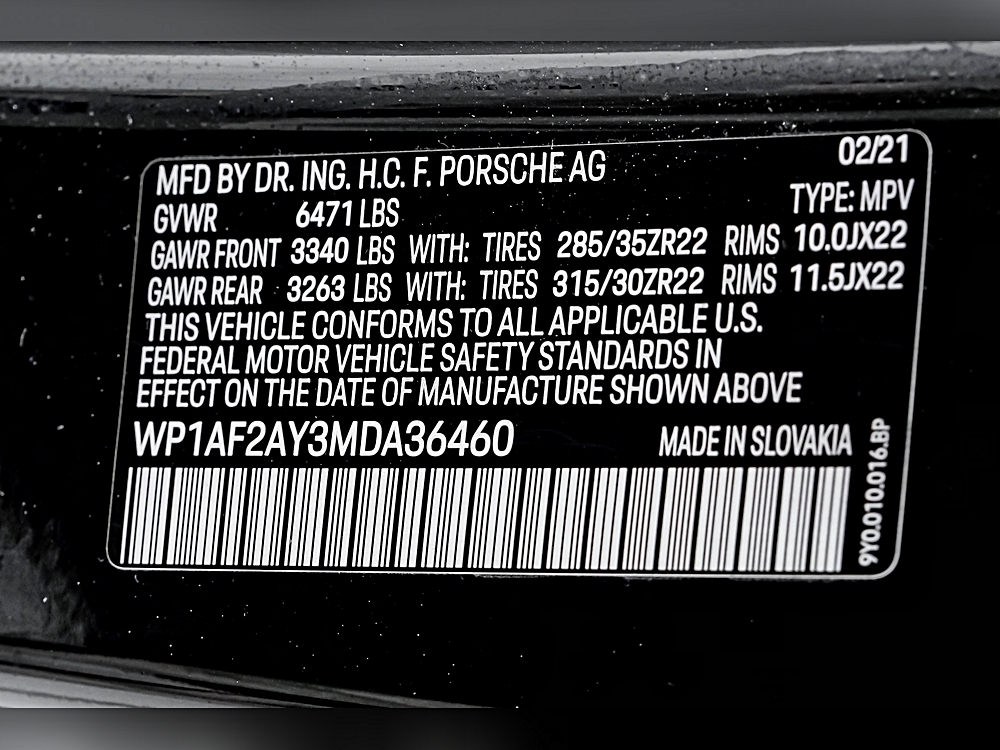 MFD BY DR. ING. H.C. F. PORSCHE AG 02/21
GVWR 6471 LBS TYPE: MPV
GAWR FRONT 3340 LBS WITH: TIRES 285/35ZR22 RIMS 10.0JX22
GAWR REAR 3263 LBS WITH: TIRES 315/30ZR22 RIMS 11.5JX22
THIS VEHICLE CONFORMS TO ALL APPLICABLE U.S.
FEDERAL MOTOR VEHICLE SAFETY STANDARDS IN
EFFECT ON THE DATE OF MANUFACTURE SHOWN ABOVE
WP1AF2AY3MDA36460 MADE IN SLOVAKIA
9Y0.010.016.BP